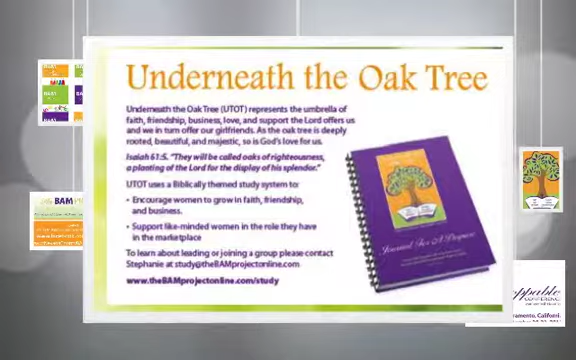 Underneath the Oak Tree
Underneath the Oak Tree (UTOT) represents the umbrella of
faith, friendship, business, love, and support the Lord offers us
and we in turn offer our girlfriends. As the oak tree is deeply
rooted, beautiful, and majestic, so is God's love for us.
Isaiah 61:5. "They will be called oaks of righteousness,
a planting of the Lord for the display of his splendor."
UTOT uses a Biblically themed study system to:
• Encourage women to grow in faith, friendship,
and business.
• Support like-minded women in the role they have
in the marketplace
To learn about leading or joining a group please contact
Stephanie at study@theBAMprojectonline.com
www.theBAMprojectonline.com/study
Journal For A Purpose
BAM
ppable
CONFERENCE